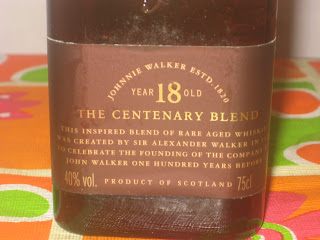 JOHNNIE WALKER ESTD·1820
YEAR 18 OLD
THE CENTENARY BLEND
THIS INSPIRED BLEND OF RARE AGED
WAS CREATED BY SIR ALEXANDER WALKER IN
TO CELEBRATE THE FOUNDING OF THE COMPANY
JOHN WALKER ONE HUNDRED YEARS
40% vol. PRODUCT OF SCOTLAND 75cl